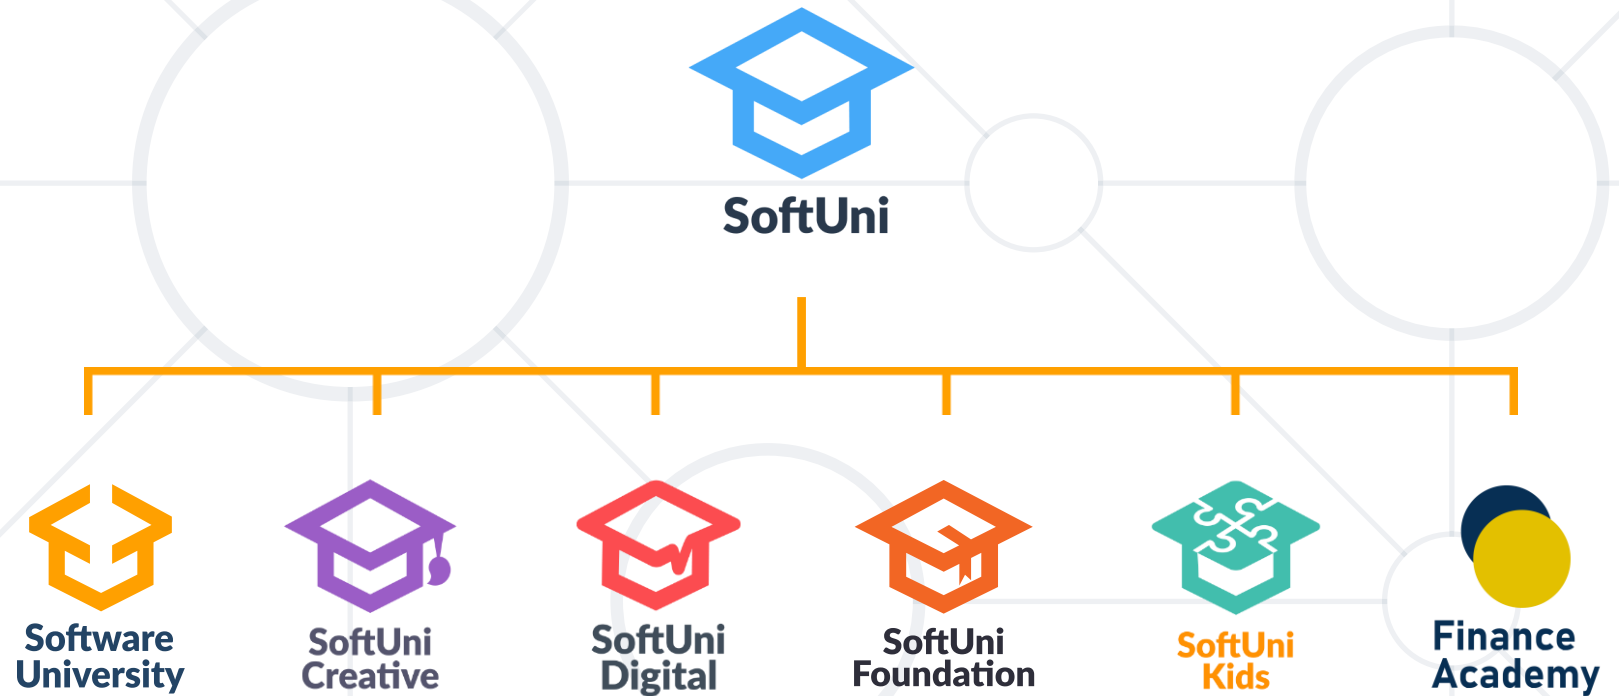 SoftUni
Software
University
SoftUni
Creative
SoftUni
Digital
SoftUni
Foundation
SoftUni
Kids
Finance
Academy